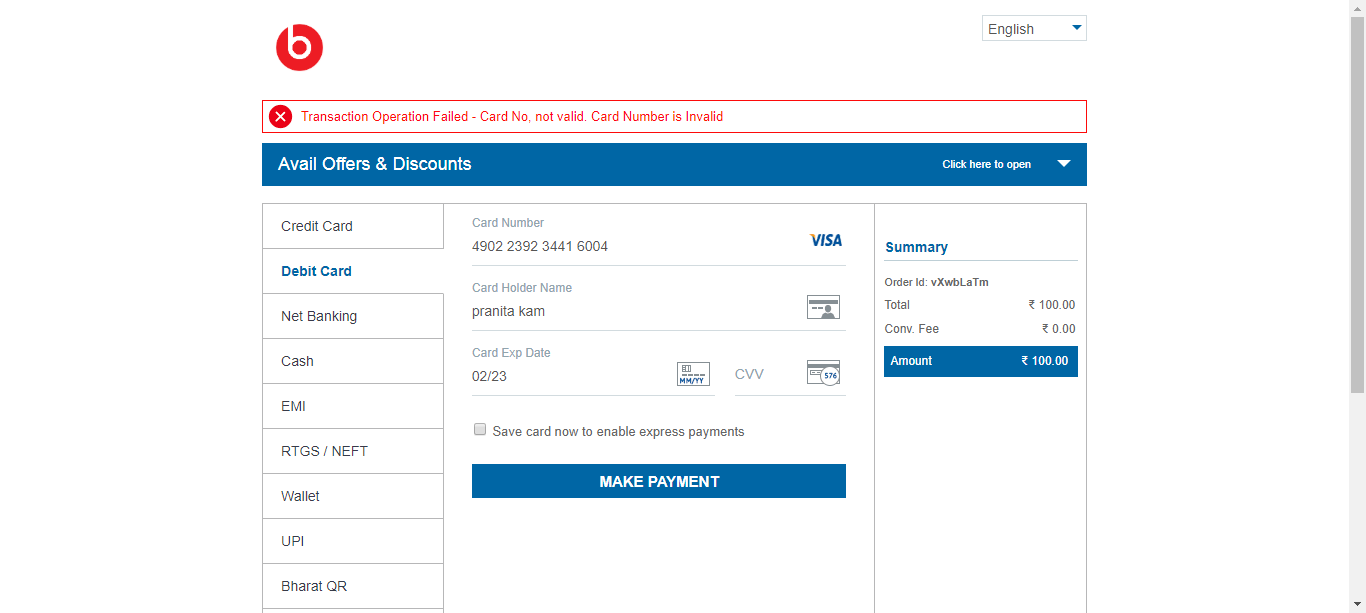 b
English
Transaction Operation Failed - Card No, not valid. Card Number is Invalid
Avail Offers & Discounts
Click here to open
Credit Card
Debit Card
Net Banking
Cash
EMI
RTGS / NEFT
Wallet
UPI
Bharat QR
Card Number
4902 2392 3441 6004
VISA
Card Holder Name
pranita kam
Card Exp Date
02/23
MM/YY
CVV
576
Save card now to enable express payments
MAKE PAYMENT
Summary
Order Id: vXwbLaTm
Total ₹ 100.00
Conv. Fee ₹ 0.00
Amount ₹ 100.00